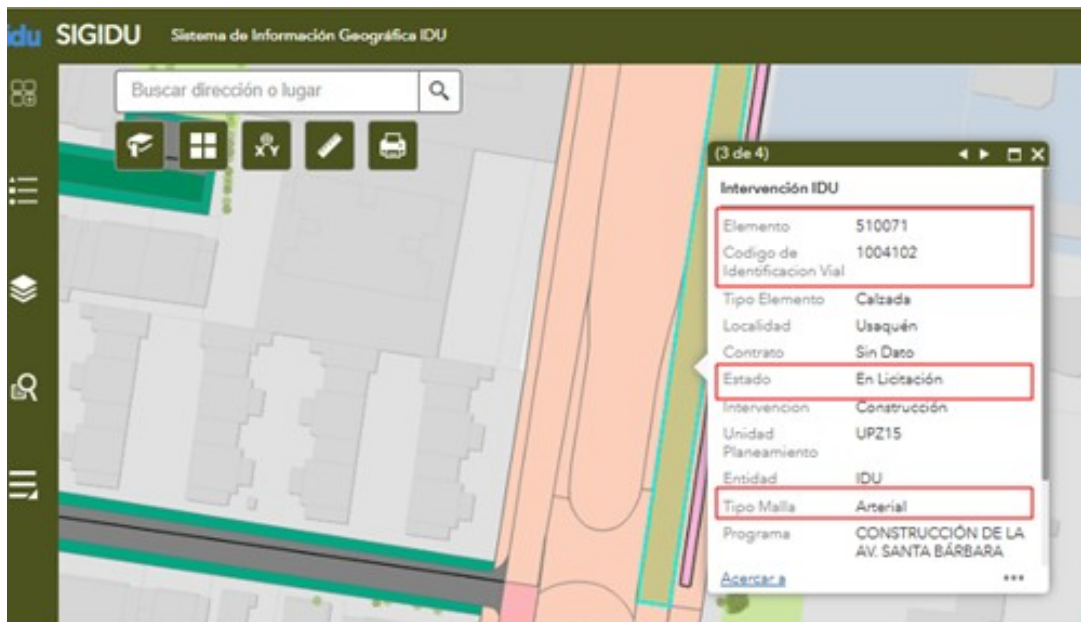 idu SIGIDU Sistema de Información Geográfica IDU
Buscar dirección o lugar
(3 de 4)
Intervención IDU
Elemento 510071
Codigo de 1004102
Identificacion Vial
Tipo Elemento Calzada
Localidad Usaquén
Contrato Sin Dato
Estado En Licitación
Intervención Construcción
Unidad UPZ15
Planeamiento
Entidad IDU
Tipo Malla Arterial
Programa CONSTRUCCIÓN DE LA
AV. SANTA BÁRBARA
Acercar a